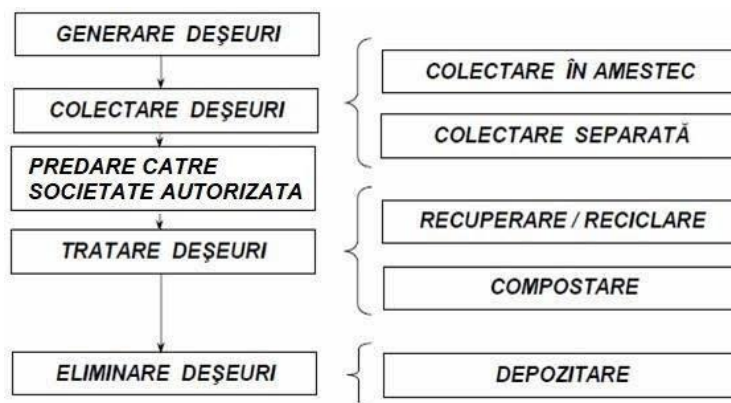 GENERARE DEŞEURI
COLECTARE DEŞEURI
PREDARE CATRE
SOCIETATE AUTORIZATA
TRATARE DEŞEURI
ELIMINARE DEŞEURI
COLECTARE ÎN AMESTEC
COLECTARE SEPARATĂ
RECUPERARE / RECICLARE
COMPOSTARE
DEPOZITARE